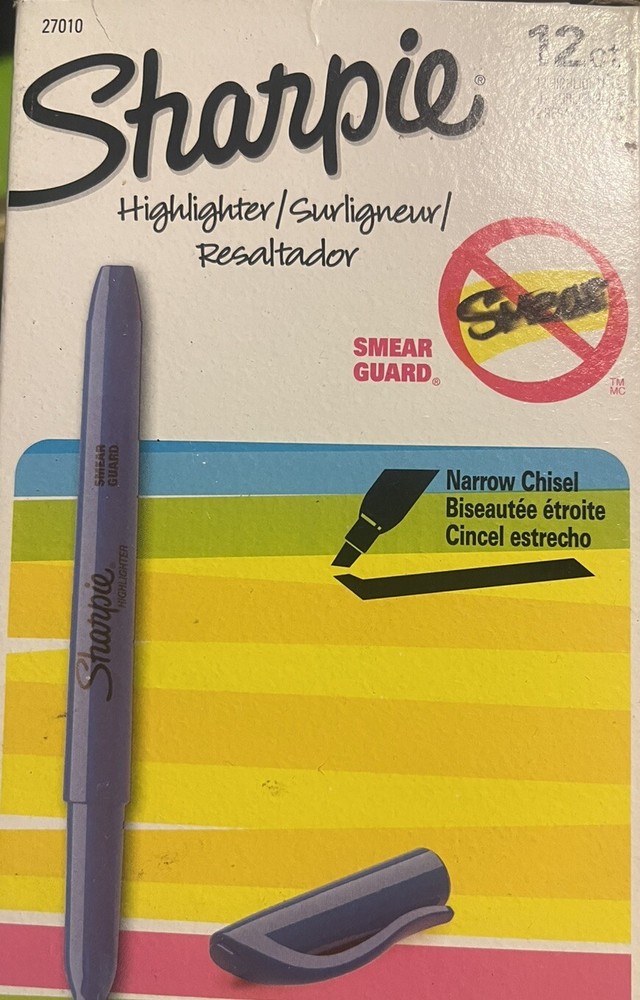 27010
12 ct
Sharpie®
Highlighter/Surligneur/
Resaltador
Smear
SMEAR
GUARD®
TM
MC
Narrow Chisel
Biseautée étroite
Cincel estrecho
SMEAR
GUARD
Sharpie®
HIGHLIGHTER